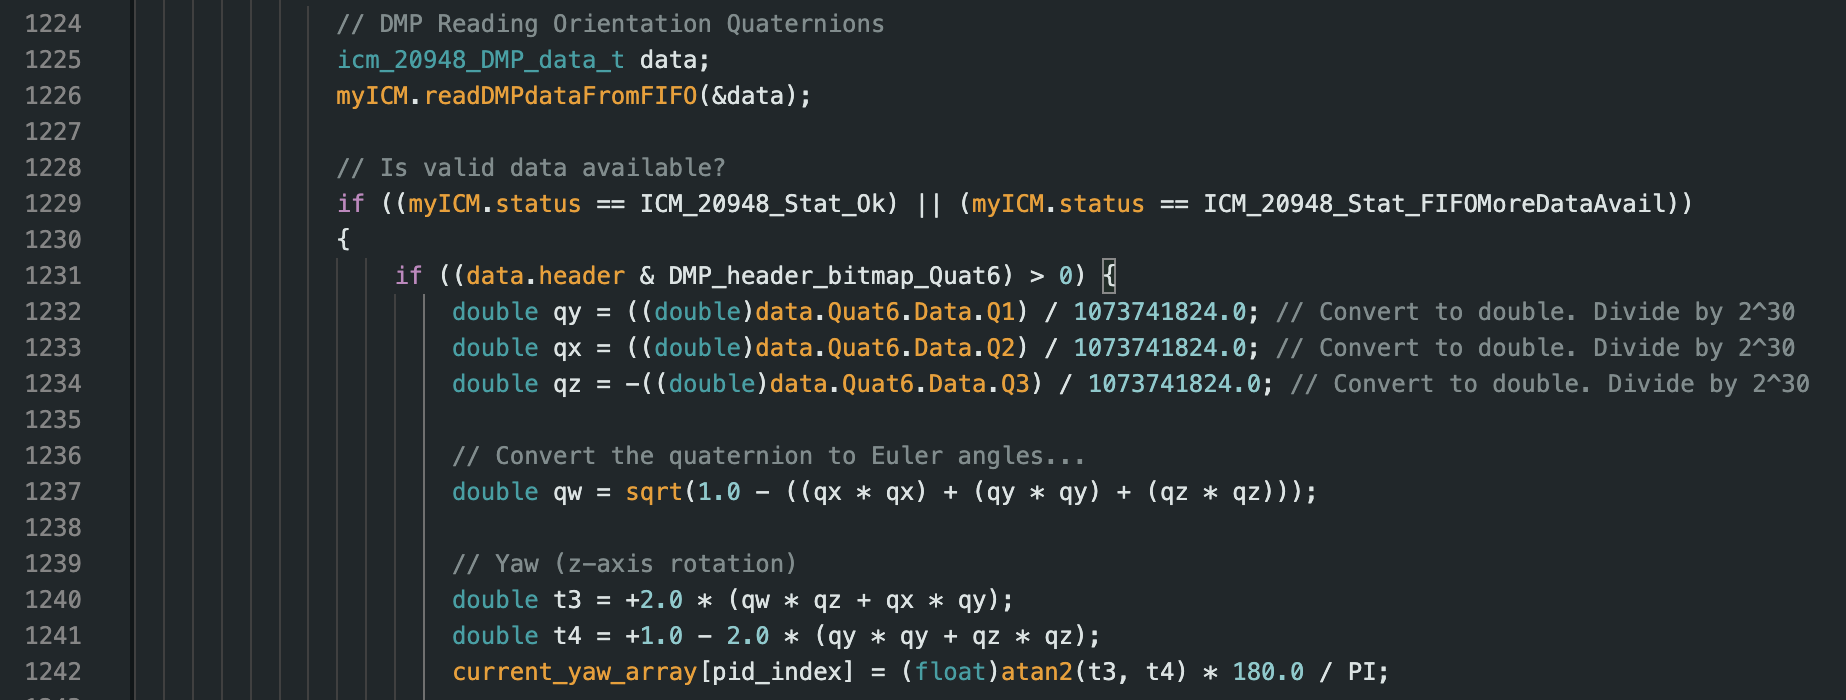 1224 // DMP Reading Orientation Quaternions
1225 icm_20948_DMP_data_t data;
1226 myICM.readDMPdataFromFIFO(&data);
1227
1228 // Is valid data available?
1229 if ((myICM.status == ICM_20948_Stat_Ok) || (myICM.status == ICM_20948_Stat_FIFOMoreDataAvail))
1230 {
1231 if ((data.header & DMP_header_bitmap_Quat6) > 0) {
1232 double qy = ((double)data.Quat6.Data.Q1) / 1073741824.0; // Convert to double. Divide by 2^30
1233 double qx = ((double)data.Quat6.Data.Q2) / 1073741824.0; // Convert to double. Divide by 2^30
1234 double qz = -((double)data.Quat6.Data.Q3) / 1073741824.0; // Convert to double. Divide by 2^30
1235
1236 // Convert the quaternion to Euler angles...
1237 double qw = sqrt(1.0 - ((qx * qx) + (qy * qy) + (qz * qz)));
1238
1239 // Yaw (z-axis rotation)
1240 double t3 = +2.0 * (qw * qz + qx * qy);
1241 double t4 = +1.0 - 2.0 * (qy * qy + qz * qz);
1242 current_yaw_array[pid_index] = (float)atan2(t3, t4) * 180.0 / PI;